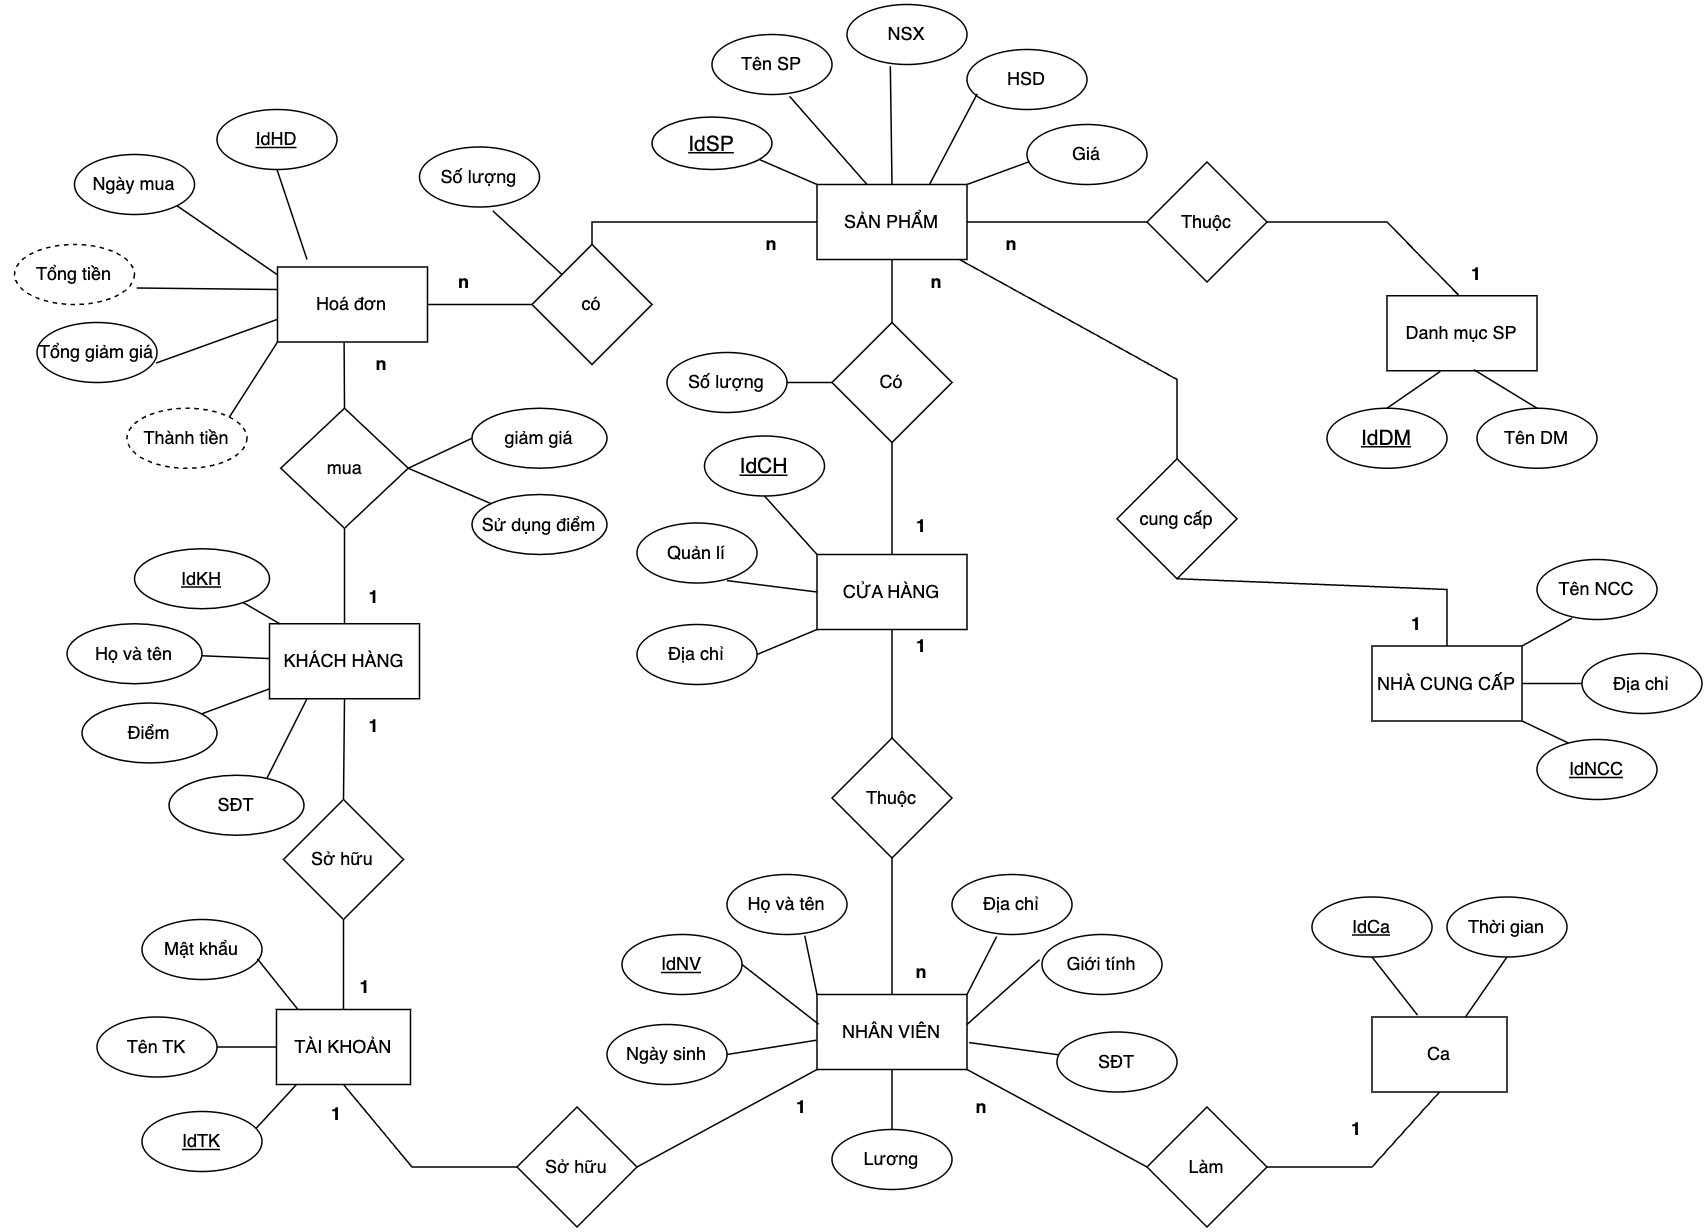 NSX
Tên SP
HSD
IdHD
IdSP
Giá
Ngày mua
Số lượng
SẢN PHẨM
Thuộc
n
n
Tổng tiền
n
n
1
Hoá đơn
có
Danh mục SP
Tổng giảm giá
n
Số lượng
Có
Thành tiền
giảm giá
IdDM
Tên DM
mua
IdCH
Sử dụng điểm
1
cung cấp
Quản lí
IdKH
1
CỬA HÀNG
Tên NCC
1
Họ và tên
KHÁCH HÀNG
Địa chỉ
1
NHÀ CUNG CẤP
Địa chỉ
Điểm
1
IdNCC
SĐT
Thuộc
Sở hữu
Họ và tên
Địa chỉ
IdCa
Thời gian
Mật khẩu
IdNV
n
Giới tính
1
Tên TK
TÀI KHOẢN
Ngày sinh
NHÂN VIÊN
SĐT
Ca
1
1
n
1
IdTK
Sở hữu
Lương
Làm